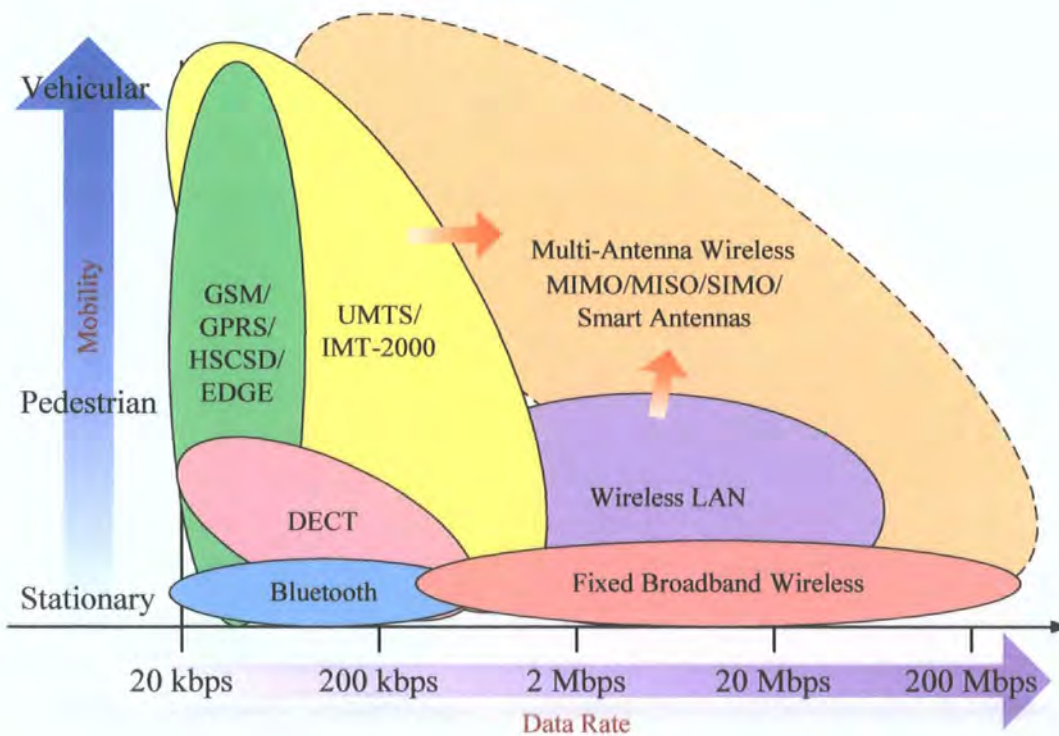 Vehicular
Mobility
Multi-Antenna Wireless
MIMO/MISO/SIMO/
Smart Antennas
GSM/
GPRS/
HSCSD/
EDGE
UMTS/
IMT-2000
Pedestrian
Wireless LAN
DECT
Stationary
Bluetooth
Fixed Broadband Wireless
20 kbps 200 kbps 2 Mbps 20 Mbps 200 Mbps
Data Rate